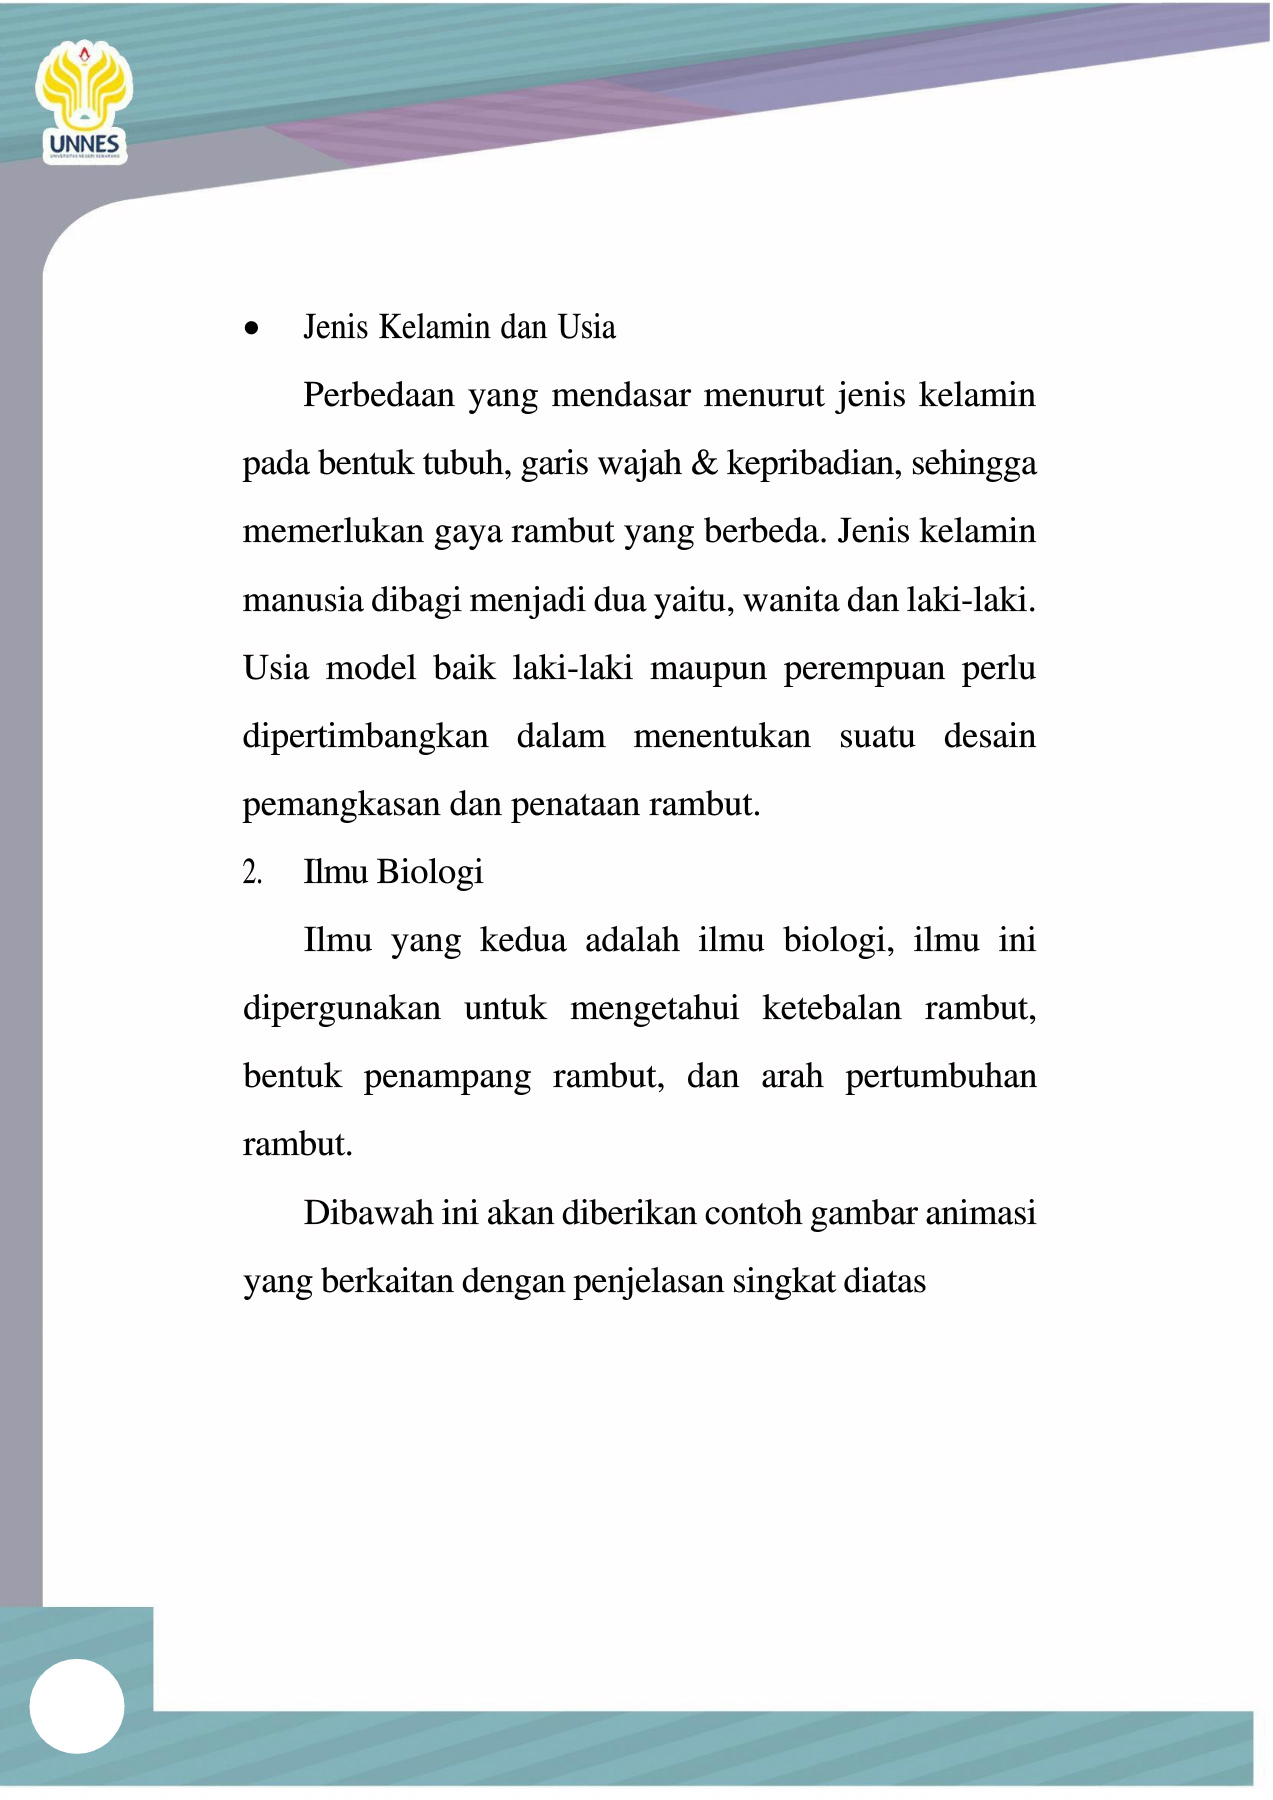 UNNES
UNIVERSITAS NEGERI SEMARANG
• Jenis Kelamin dan Usia
Perbedaan yang mendasar menurut jenis kelamin
pada bentuk tubuh, garis wajah & kepribadian, sehingga
memerlukan gaya rambut yang berbeda. Jenis kelamin
manusia dibagi menjadi dua yaitu, wanita dan laki-laki.
Usia model baik laki-laki maupun perempuan perlu
dipertimbangkan dalam menentukan suatu desain
pemangkasan dan penataan rambut.
2. Ilmu Biologi
Ilmu yang kedua adalah ilmu biologi, ilmu ini
dipergunakan untuk mengetahui ketebalan rambut,
bentuk penampang rambut, dan arah pertumbuhan
rambut.
Dibawah ini akan diberikan contoh gambar animasi
yang berkaitan dengan penjelasan singkat diatas